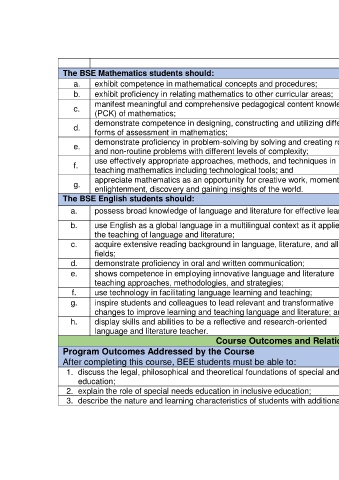 The BSE Mathematics students should:
a. exhibit competence in mathematical concepts and procedures;
b. exhibit proficiency in relating mathematics to other curricular areas;
c. manifest meaningful and comprehensive pedagogical content knowle
(PCK) of mathematics;
d. demonstrate competence in designing, constructing and utilizing diffe
forms of assessment in mathematics;
e. demonstrate proficiency in problem-solving by solving and creating ro
and non-routine problems with different levels of complexity;
f. use effectively appropriate approaches, methods, and techniques in
teaching mathematics including technological tools; and
g. appreciate mathematics as an opportunity for creative work, moment
enlightenment, discovery and gaining insights of the world.
The BSE English students should:
a. possess broad knowledge of language and literature for effective lear
b. use English as a global language in a multilingual context as it applie
the teaching of language and literature;
c. acquire extensive reading background in language, literature, and all
fields;
d. demonstrate proficiency in oral and written communication;
e. shows competence in employing innovative language and literature
teaching approaches, methodologies, and strategies;
f. use technology in facilitating language learning and teaching;
g. inspire students and colleagues to lead relevant and transformative
changes to improve learning and teaching language and literature; a
h. display skills and abilities to be a reflective and research-oriented
language and literature teacher.
Course Outcomes and Relatio
Program Outcomes Addressed by the Course
After completing this course, BEE students must be able to:
1. discuss the legal, philosophical and theoretical foundations of special and
education;
2. explain the role of special needs education in inclusive education;
3. describe the nature and learning characteristics of students with additiona